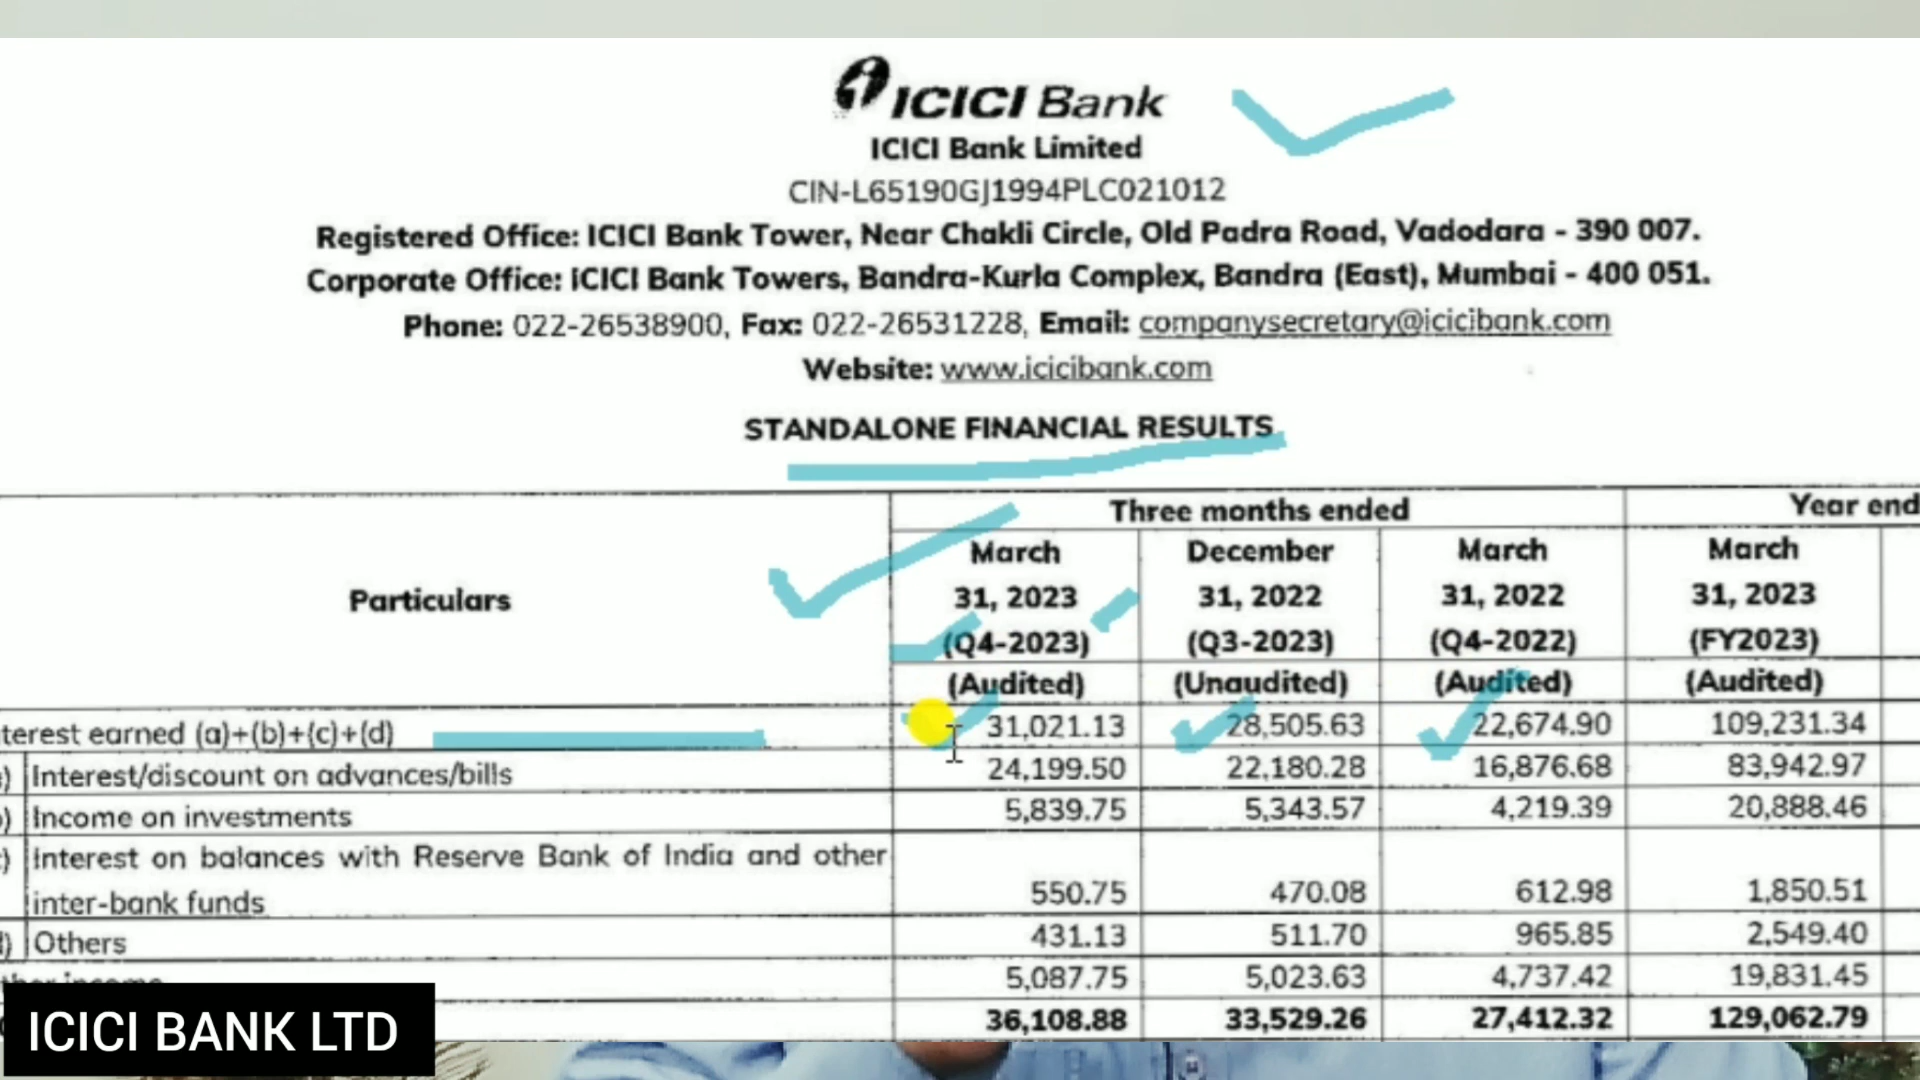 ICICI Bank
ICICI Bank Limited
CIN-L65190GJ1994PLC021012
Registered Office: ICICI Bank Tower, Near Chakli Circle, Old Padra Road, Vadodara - 390 007.
Corporate Office: ICICI Bank Towers, Bandra-Kurla Complex, Bandra (East), Mumbai - 400 051.
Phone: 022-26538900, Fax: 022-26531228, Email: companysecretary@icicibank.com
Website: www.icicibank.com
STANDALONE FINANCIAL RESULTS
Particulars
Three months ended
Year end
March 31, 2023 (Q4-2023)
December 31, 2022 (Q3-2023)
March 31, 2022 (Q4-2022)
March 31, 2023 (FY2023)
(Audited) (Unaudited) (Audited) (Audited)
terest earned (a)+(b)+(c)+(d) 31,021.13 28,505.63 22,674.90 109,231.34
) Interest/discount on advances/bills 24,199.50 22,180.28 16,876.68 83,942.97
) Income on investments 5,839.75 5,343.57 4,219.39 20,888.46
) Interest on balances with Reserve Bank of India and other
inter-bank funds 550.75 470.08 612.98 1,850.51
) Others 431.13 511.70 965.85 2,549.40
5,087.75 5,023.63 4,737.42 19,831.45
36,108.88 33,529.26 27,412.32 129,062.79
ICICI BANK LTD